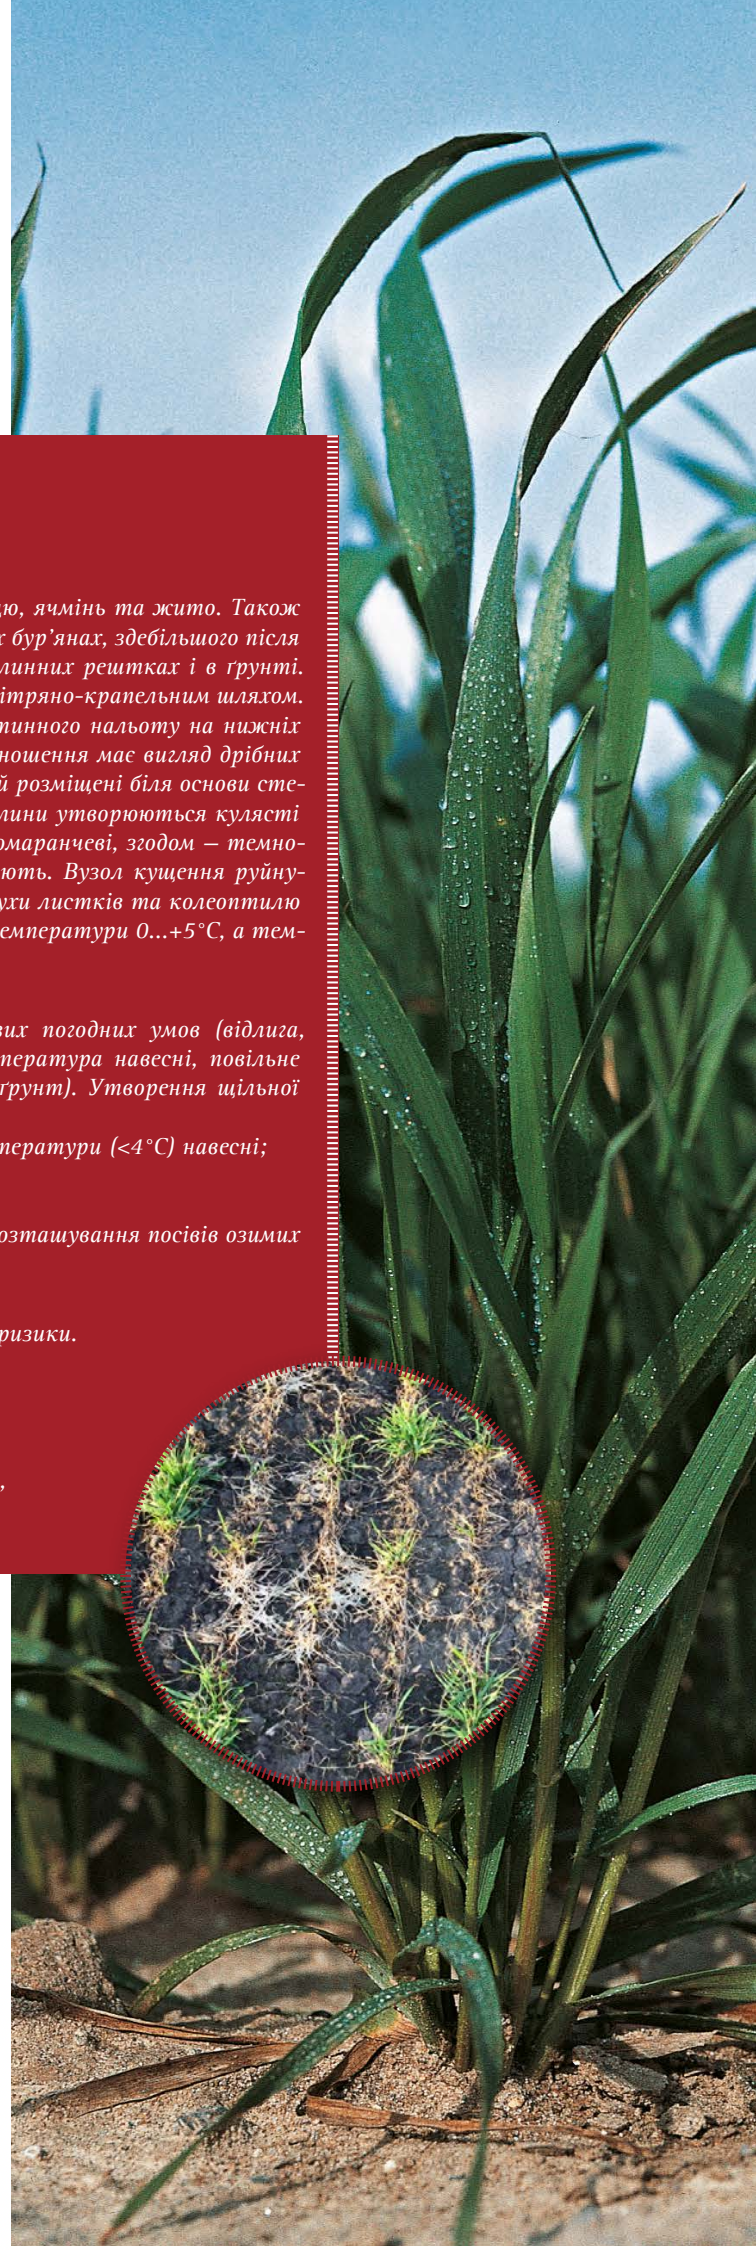 ю, ячмінь та жито. Також
х бур’янах, здебільшого після
линних рештках і в ґрунті.
ітряно-крапельним шляхом.
тинного нальоту на нижніх
ношення має вигляд дрібних
й розміщені біля основи сте-
лини утворюються кулясті
омаранчеві, згодом – темно-
ють. Вузол кущення руйну-
ухи листків та колеоптилю
емператури 0...+5°C, а тем-
вих погодних умов (відлига,
пература навесні, повільне
ґрунт). Утворення щільної
ператури (<4°C) навесні;
озташування посівів озимих
ризики.
,